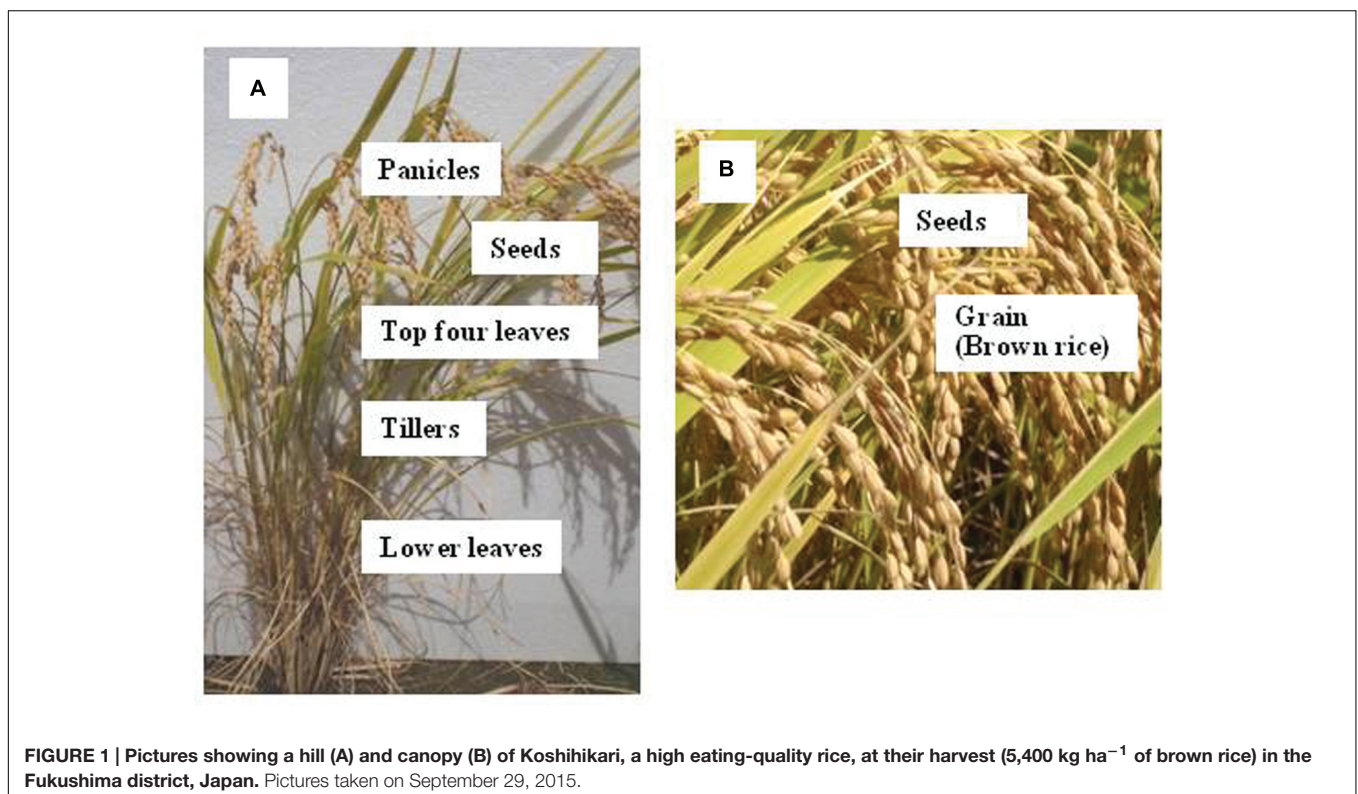 A
Panicles
Seeds
Top four leaves
Tillers
Lower leaves
B
Seeds
Grain
(Brown rice)
FIGURE 1 | Pictures showing a hill (A) and canopy (B) of Koshihikari, a high eating-quality rice, at their harvest (5,400 kg ha⁻¹ of brown rice) in the
Fukushima district, Japan. Pictures taken on September 29, 2015.